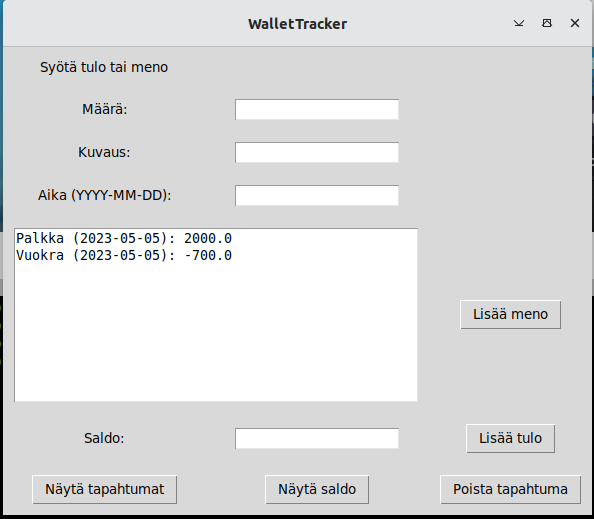 WalletTracker
Syötä tulo tai meno
Määrä:
Kuvaus:
Aika (YYYY-MM-DD):
Palkka (2023-05-05): 2000.0
Vuokra (2023-05-05): -700.0
Lisää meno
Saldo:
Lisää tulo
Näytä tapahtumat
Näytä saldo
Poista tapahtuma